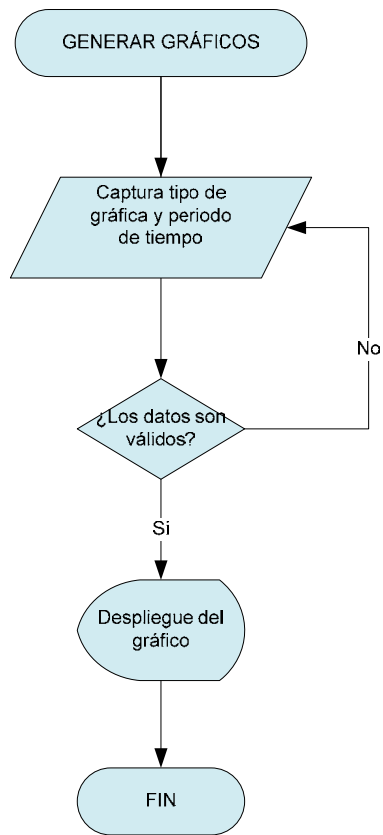 GENERAR GRÁFICOS
Captura tipo de
gráfica y periodo
de tiempo
No
¿Los datos son
válidos?
Si
Despliegue del
gráfico
FIN